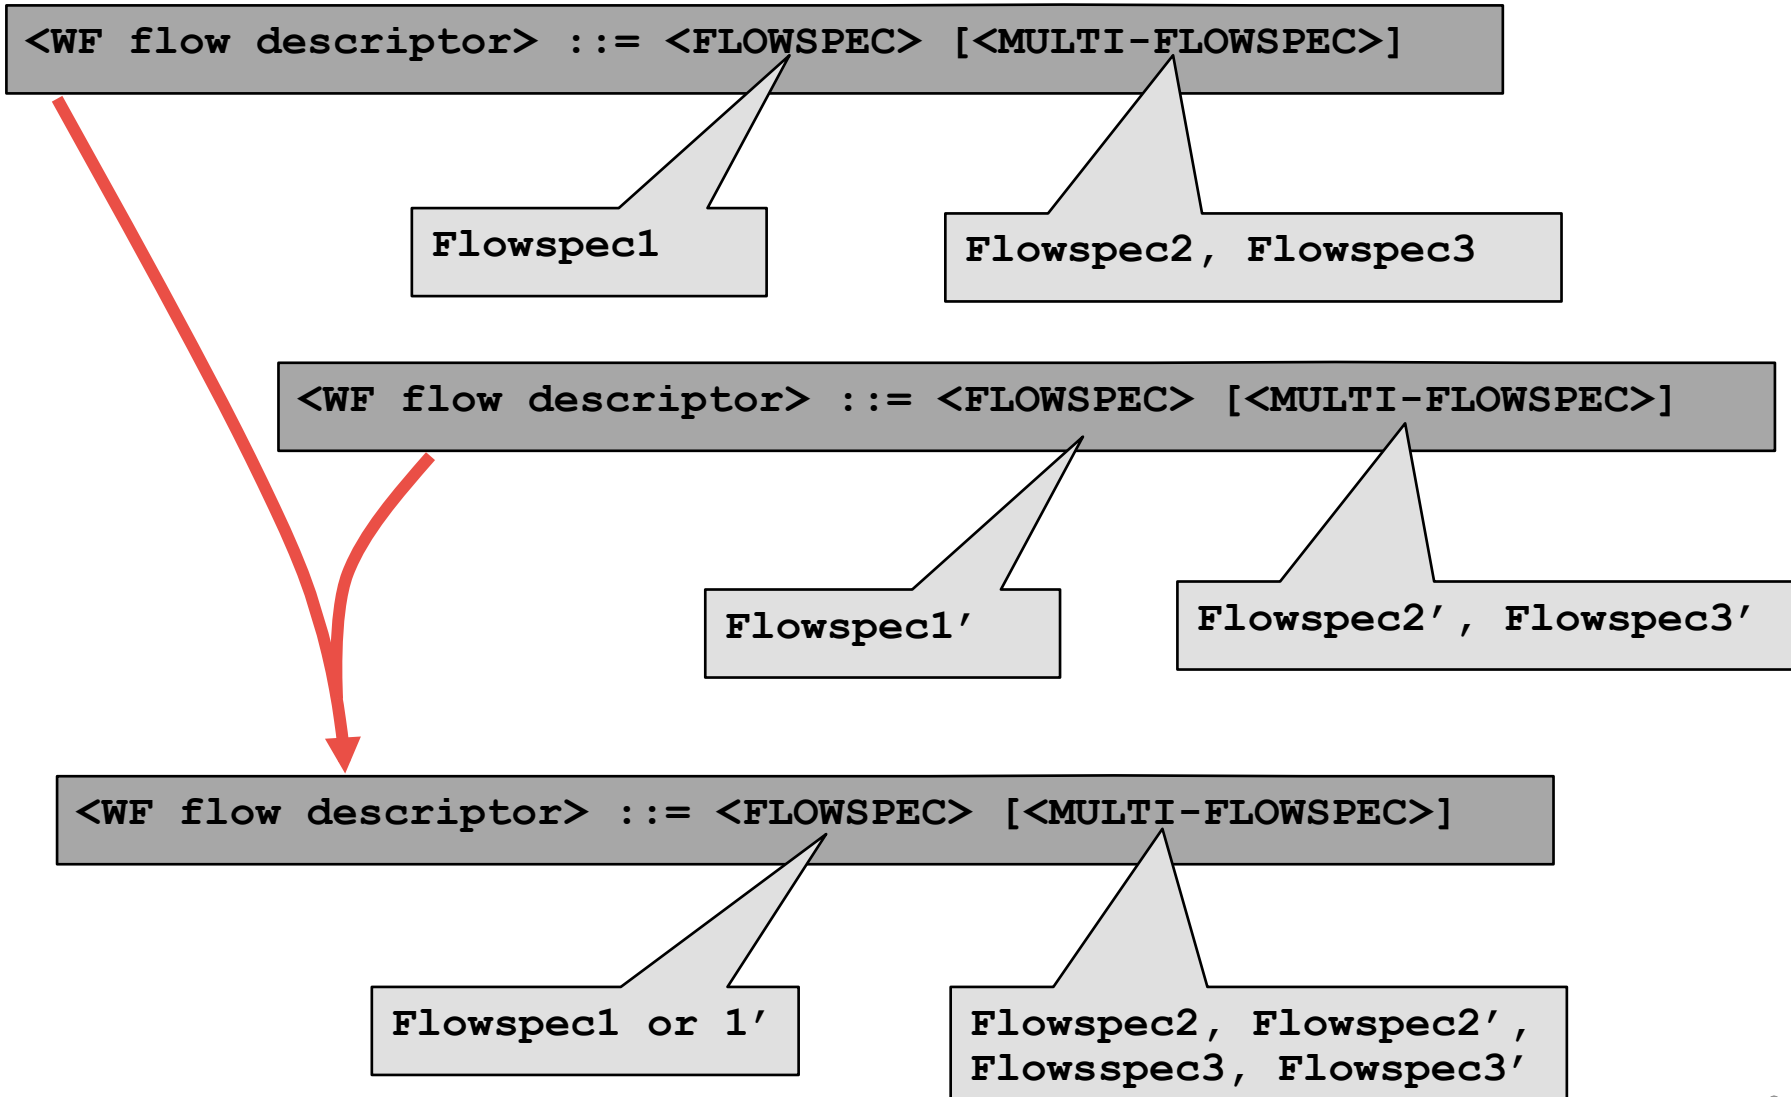 <WF flow descriptor> ::= <FLOWSPEC> [<MULTI-FLOWSPEC>]
Flowspec1
Flowspec2, Flowspec3
<WF flow descriptor> ::= <FLOWSPEC> [<MULTI-FLOWSPEC>]
Flowspec1’
Flowspec2’, Flowspec3’
<WF flow descriptor> ::= <FLOWSPEC> [<MULTI-FLOWSPEC>]
Flowspec1 or 1’
Flowspec2, Flowspec2’,
Flowsspec3, Flowspec3’